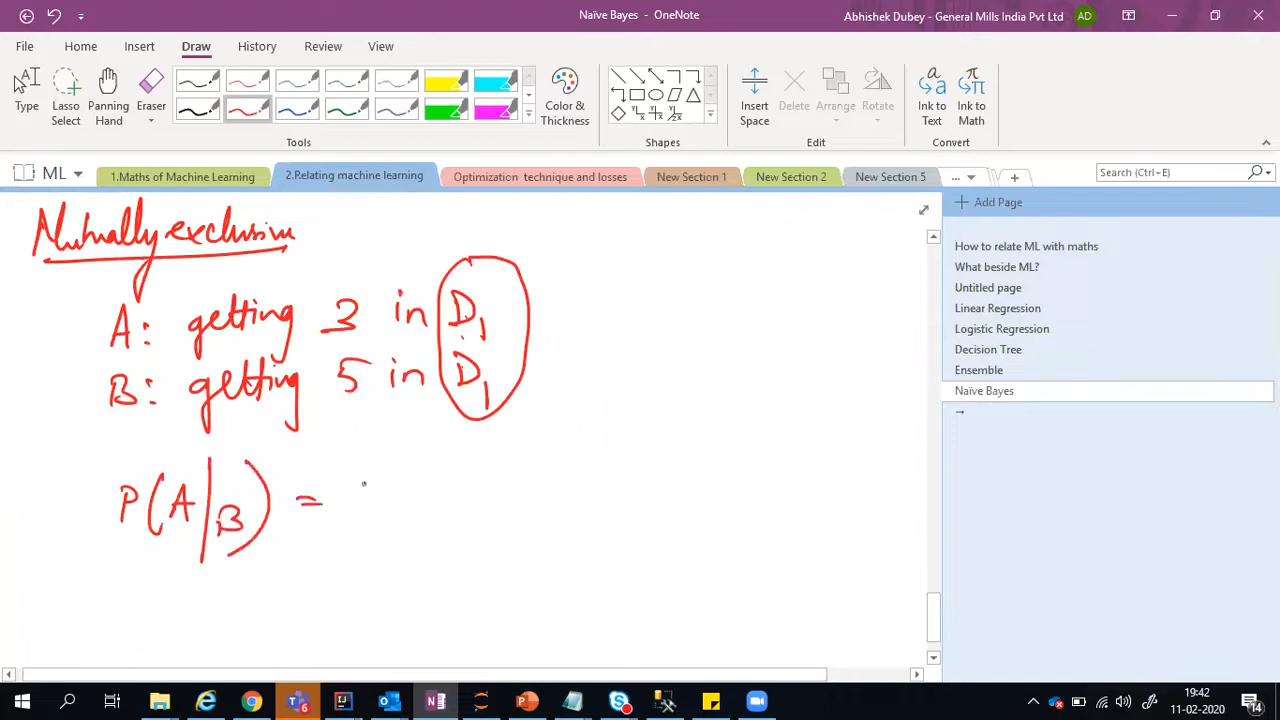 Naïve Bayes - OneNote
Abhishek Dubey - General Mills India Pvt Ltd AD
File Home Insert Draw History Review View
Type
Lasso Select
Panning Hand
Eraser
Color & Thickness
Insert Space
Delete
Arrange
Rotate
Ink to Text
Ink to Math
Tools Shapes Edit Convert
ML 1.Maths of Machine Learning 2.Relating machine learning Optimization technique and losses New Section 1 New Section 2 New Section 5 ... Search (Ctrl+E)
Add Page
How to relate ML with maths
What beside ML?
Untitled page
Linear Regression
Logistic Regression
Decision Tree
Ensemble
Naïve Bayes
→
Mutually exclusive
A: getting 3 in D1
B: getting 5 in D1
P(A|B) =
19:42
11-02-2020
14